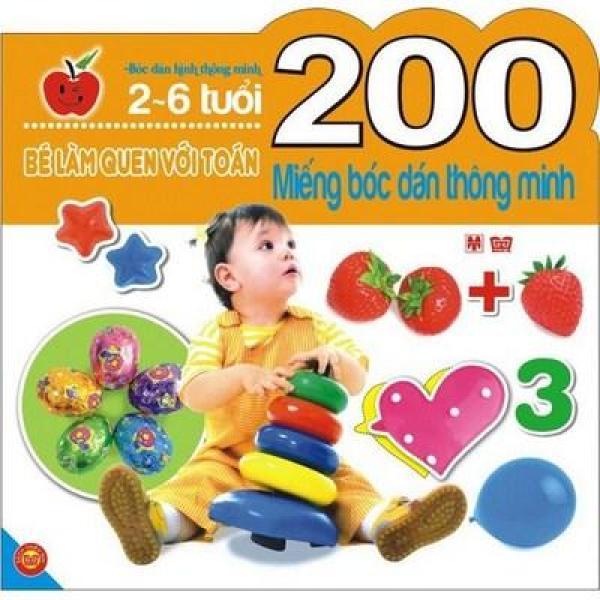 -Bóc dán hình thông minh
2~6 tuổi
200
BÉ LÀM QUEN VỚI TOÁN
Miếng bóc dán thông minh
+
3